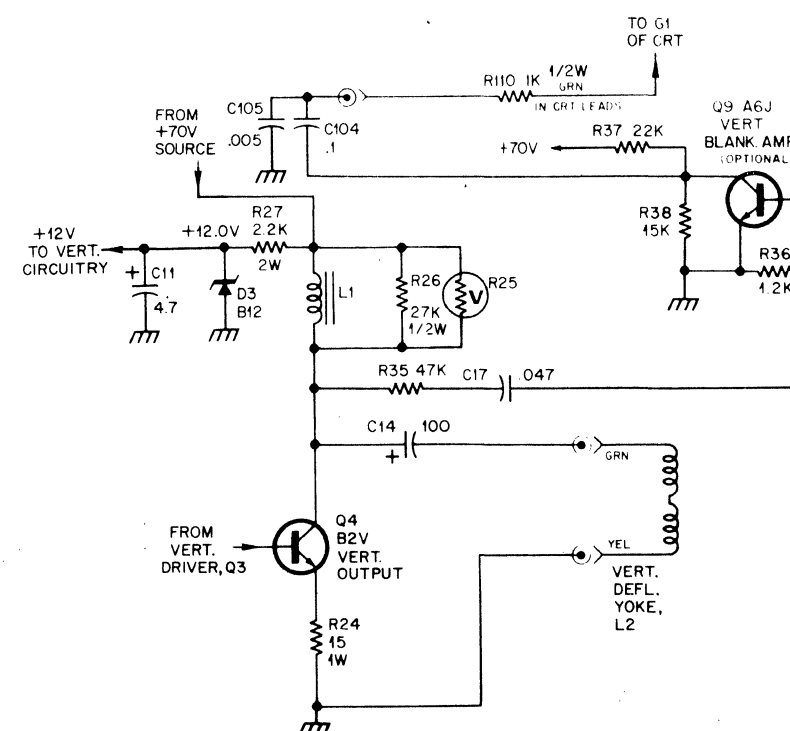 TO G1
OF CRT
R110 1K
1/2W
GRN
IN CRT LEADS
C105
.005
C104
.1
FROM
+70V
SOURCE
Q9 A6J
VERT
BLANK. AMP
(OPTIONAL
R37 22K
+70V
R38
15K
R36
1.2K
+12V
TO VERT.
CIRCUITRY
+12.0V
R27
2.2K
2W
+
C11
4.7
D3
B12
L1
R26
27K
1/2W
R25
V
R35 47K
C17
.047
C14
100
+
GRN
YEL
FROM
VERT.
DRIVER, Q3
Q4
B2V
VERT.
OUTPUT
VERT.
DEFL.
YOKE,
L2
R24
15
1W